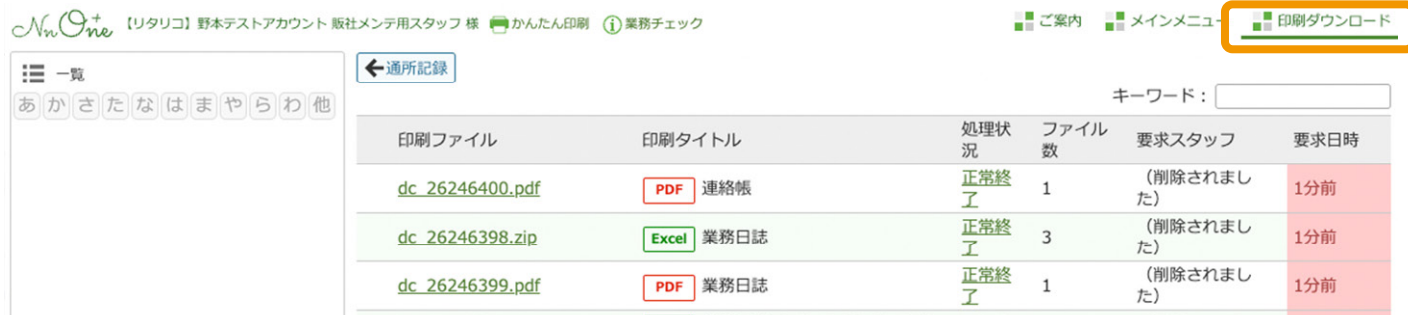 NnOne 【リタリコ】野本テストアカウント 販社メンテ用スタッフ 様 かんたん印刷 業務チェック ご案内 メインメニュー 印刷ダウンロード
一覧
あ か さ た な は ま や ら わ 他
通所記録
キーワード：
印刷ファイル 印刷タイトル 処理状況 ファイル数 要求スタッフ 要求日時
dc_26246400.pdf PDF 連絡帳 正常終了 1 （削除されました） 1分前
dc_26246398.zip Excel 業務日誌 正常終了 3 （削除されました） 1分前
dc_26246399.pdf PDF 業務日誌 正常終了 1 （削除されました） 1分前